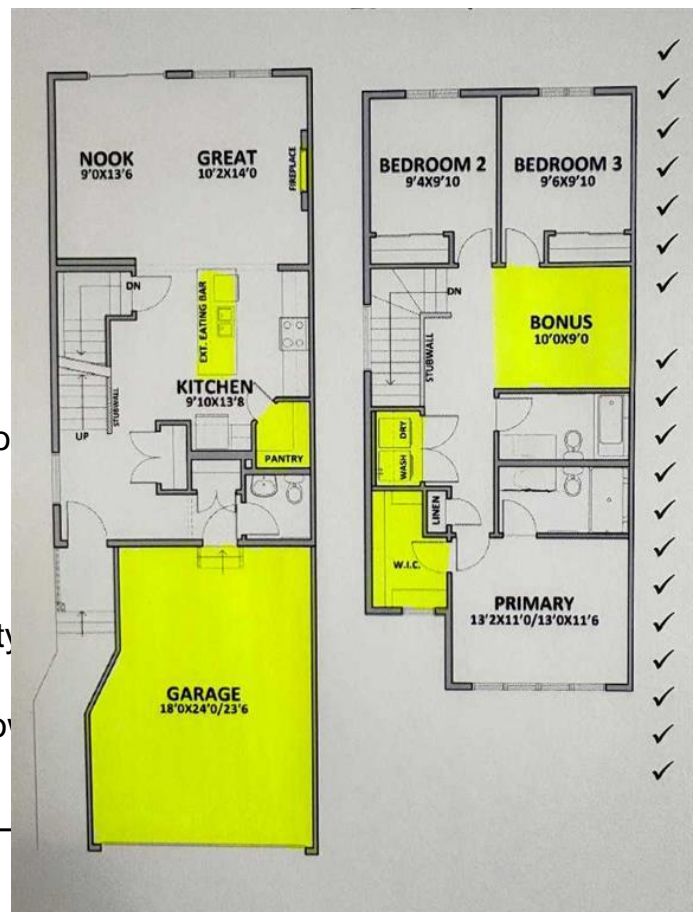 NOOK
9'0X13'6
GREAT
10'2X14'0
FIREPLACE
DN
EXT. EATING BAR
KITCHEN
9'10X13'8
STUBWALL
UP
PANTRY
GARAGE
18'0X24'0/23'6
BEDROOM 2
9'4X9'10
BEDROOM 3
9'6X9'10
DN
BONUS
10'0X9'0
STUBWALL
DRY
WASH
LINEN
W.I.C.
PRIMARY
13'2X11'0/13'0X11'6